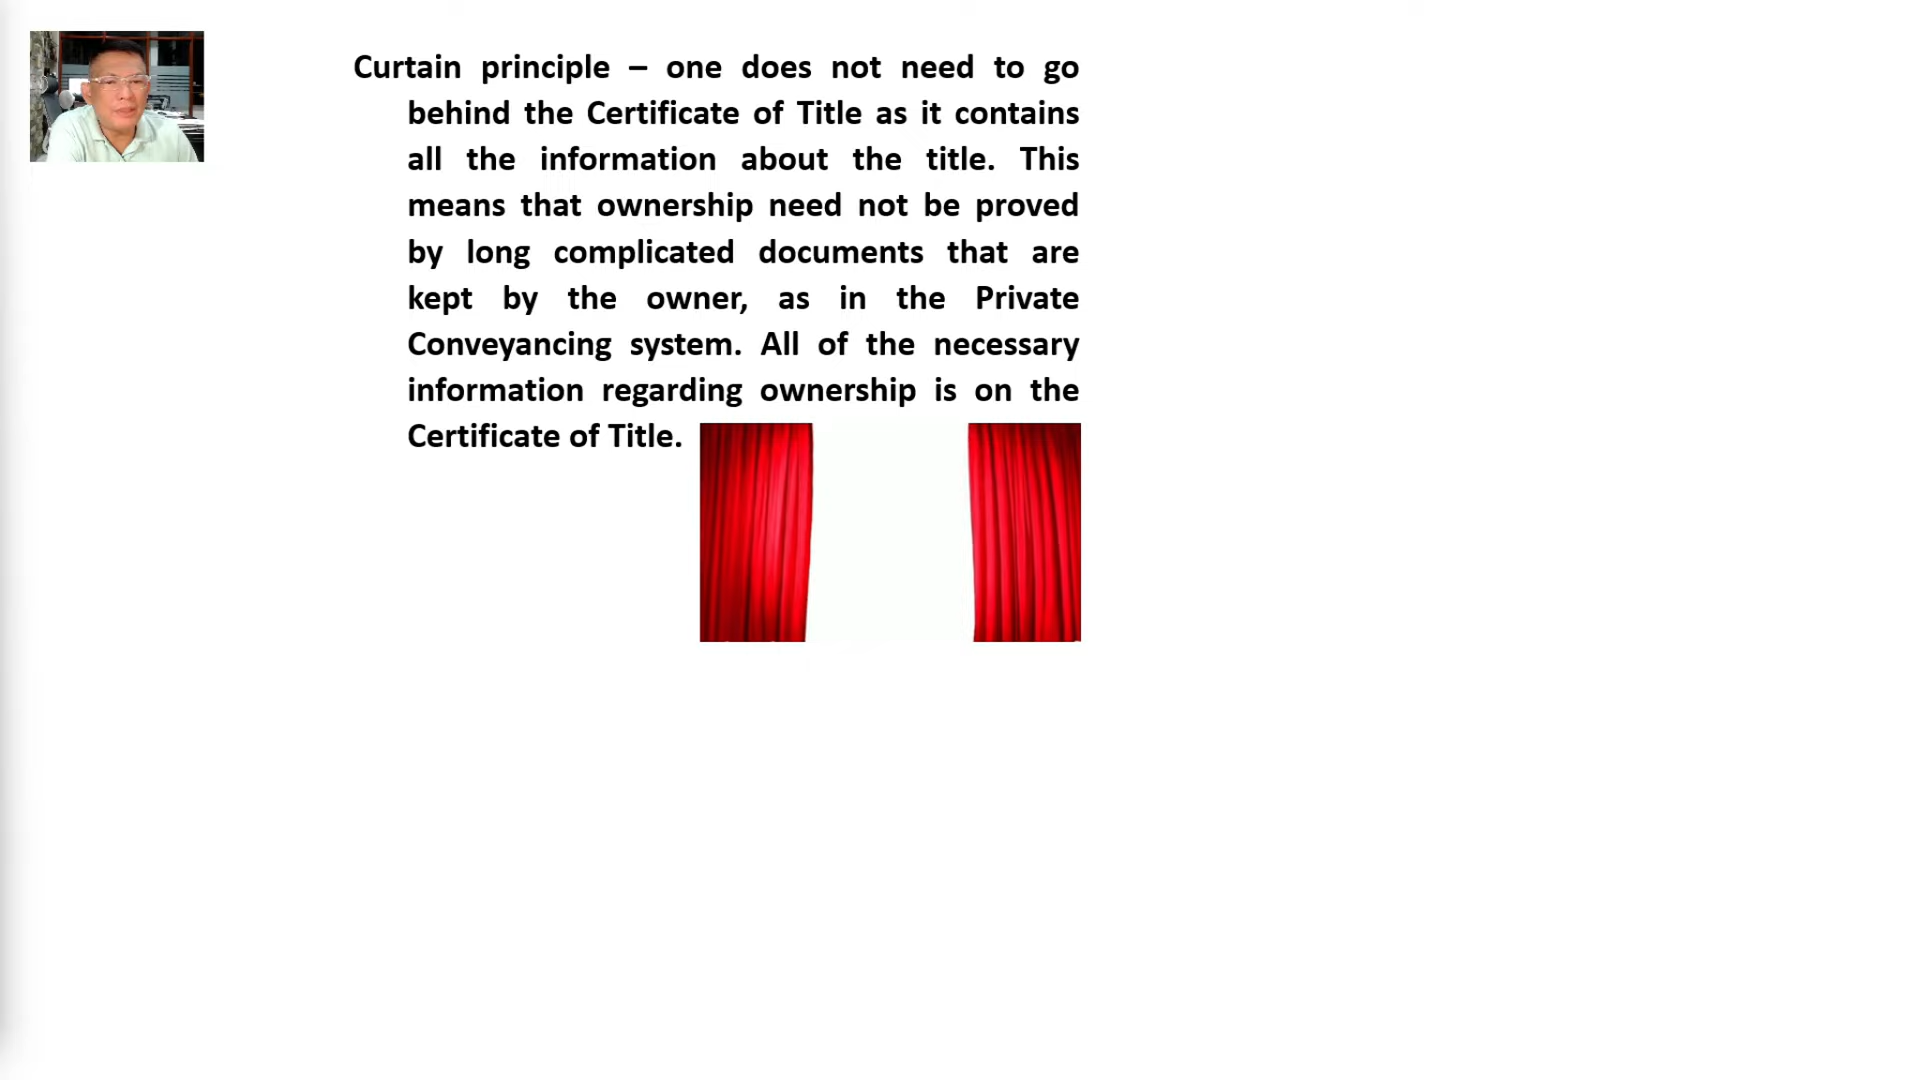 Curtain principle – one does not need to go
behind the Certificate of Title as it contains
all the information about the title. This
means that ownership need not be proved
by long complicated documents that are
kept by the owner, as in the Private
Conveyancing system. All of the necessary
information regarding ownership is on the
Certificate of Title.